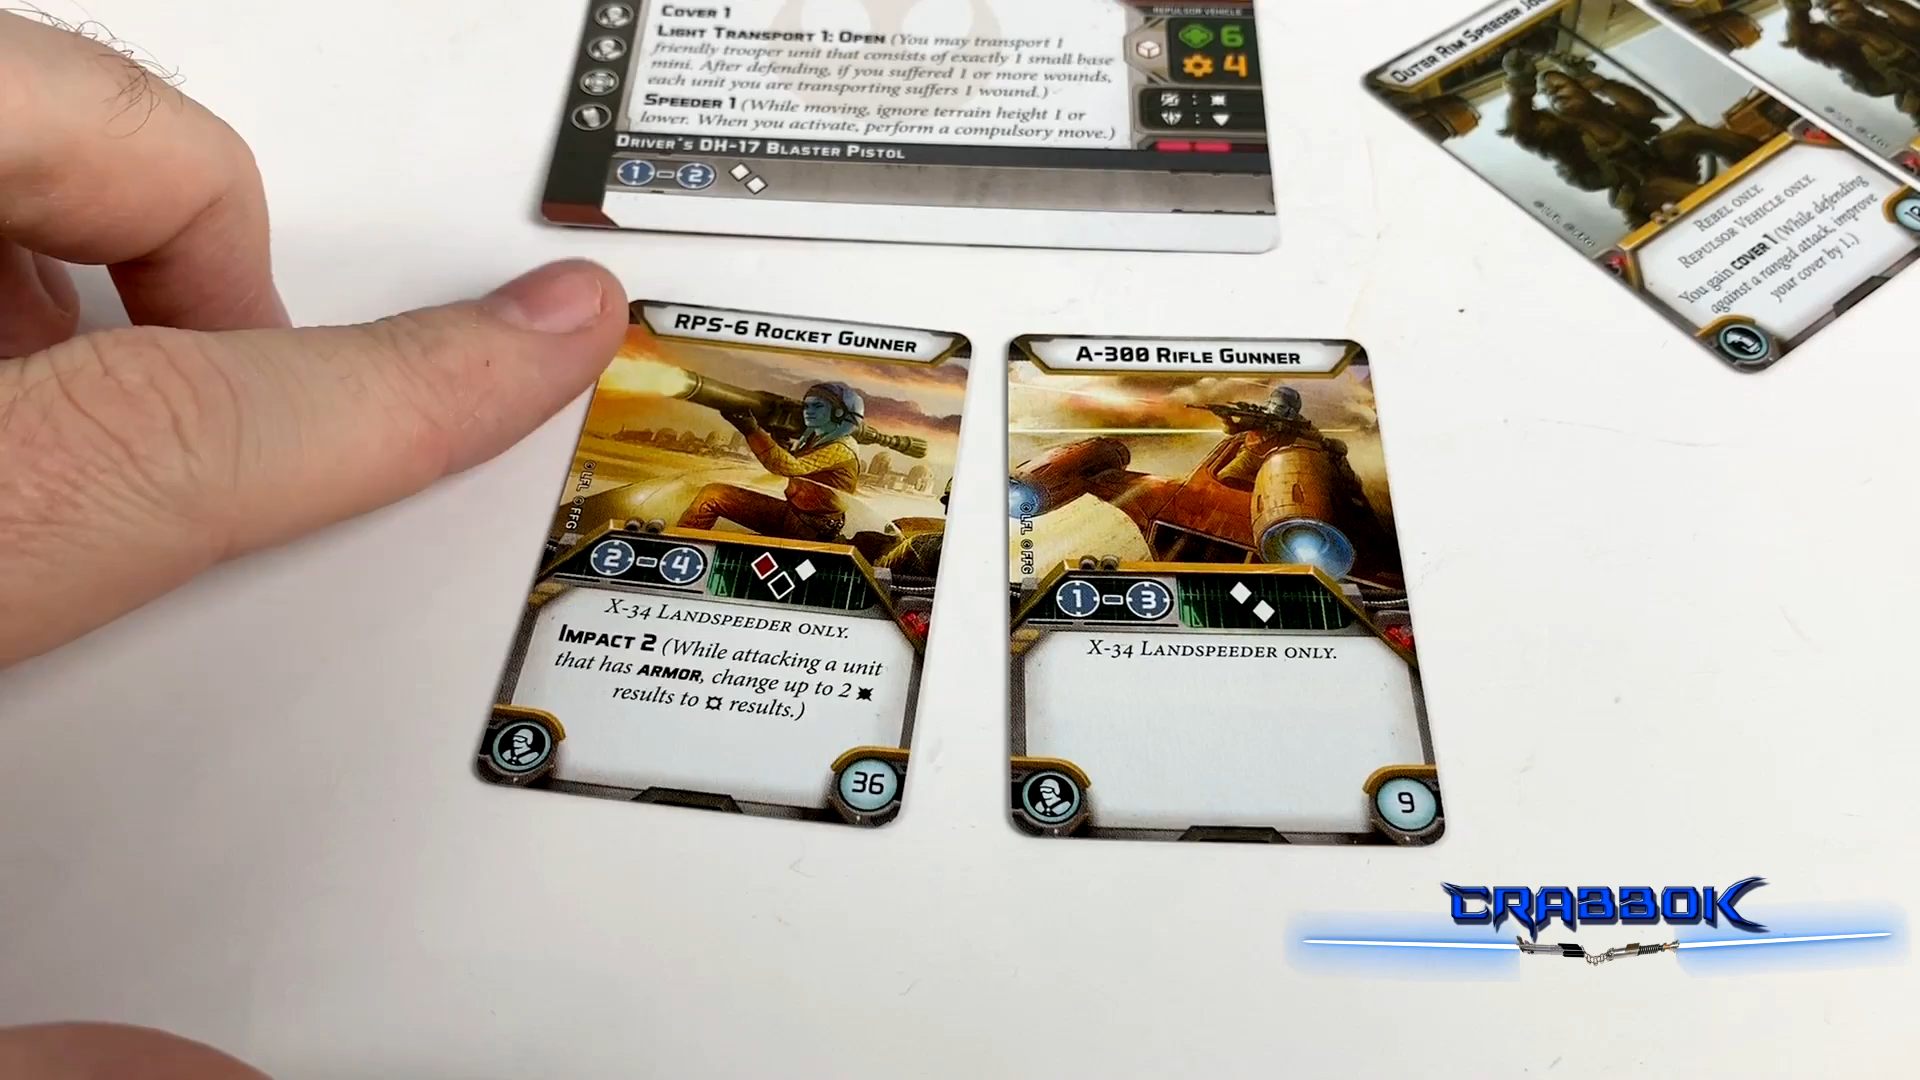 REPULSOR VEHICLE
COVER 1
LIGHT TRANSPORT 1: OPEN (You may transport 1
friendly trooper unit that consists of exactly 1 small base
mini. After defending, if you suffered 1 or more wounds,
each unit you are transporting suffers 1 wound.)
SPEEDER 1 (While moving, ignore terrain height 1 or
lower. When you activate, perform a compulsory move.)
6
4
DRIVER'S DH-17 BLASTER PISTOL
1-2
OUTER RIM SPEEDER
REBEL ONLY.
REPULSOR VEHICLE ONLY.
You gain COVER 1 (While defending
against a ranged attack, improve
your cover by 1.)
RPS-6 ROCKET GUNNER
©LFL ©FFG
2-4
X-34 LANDSPEEDER ONLY.
IMPACT 2 (While attacking a unit
that has ARMOR, change up to 2
results to results.)
36
A-300 RIFLE GUNNER
©LFL ©FFG
1-3
X-34 LANDSPEEDER ONLY.
9
CRABBOK